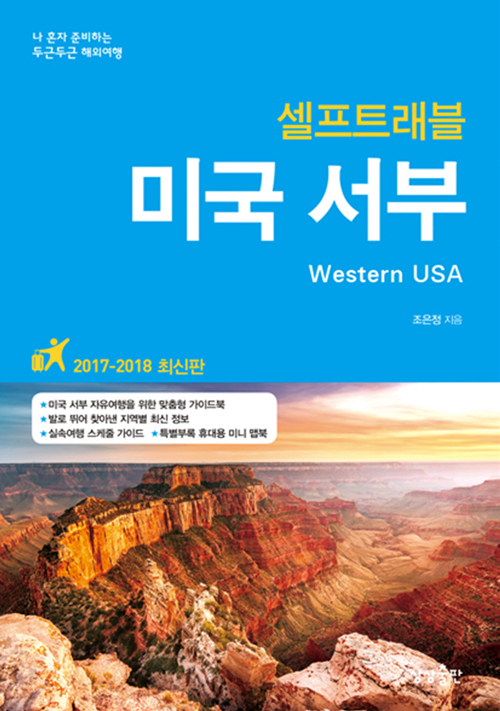 나 혼자 준비하는
두근두근 해외여행
셀프트래블
미국 서부
Western USA
조은정 지음
2017-2018 최신판
★미국 서부 자유여행을 위한 맞춤형 가이드북
★발로 뛰어 찾아낸 지역별 최신 정보
★실속여행 스케줄 가이드 ★특별부록 휴대용 미니 맵북
상상출판